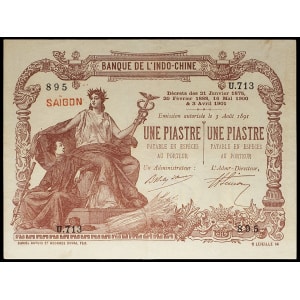 BANQUE DE L'INDO-CHINE
895
U.713
Décrets des 21 Janvier 1875,
20 Février 1888, 16 Mai 1900
& 3 Avril 1901
SAIGON
Emission autorisée le 3 Août 1891
UNE PIASTRE UNE PIASTRE
PAYABLE EN ESPÈCES PAYABLE EN ESPÈCES
AU PORTEUR AU PORTEUR
Un Administrateur: L'Admr-Directeur,
U.713
895